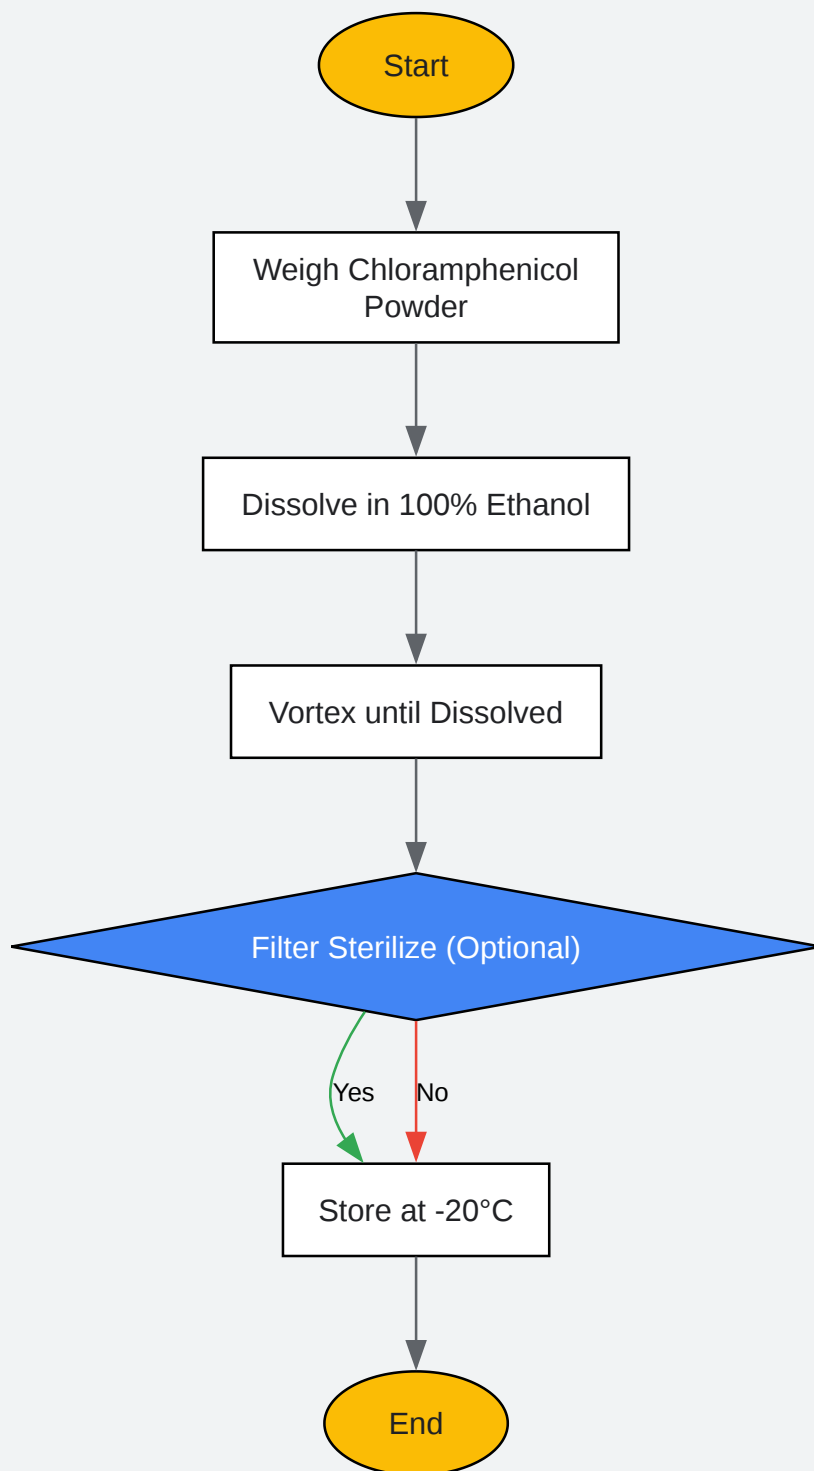 Start
Weigh Chloramphenicol
Powder
Dissolve in 100% Ethanol
Vortex until Dissolved
Filter Sterilize (Optional)
Yes
No
Store at -20°C
End